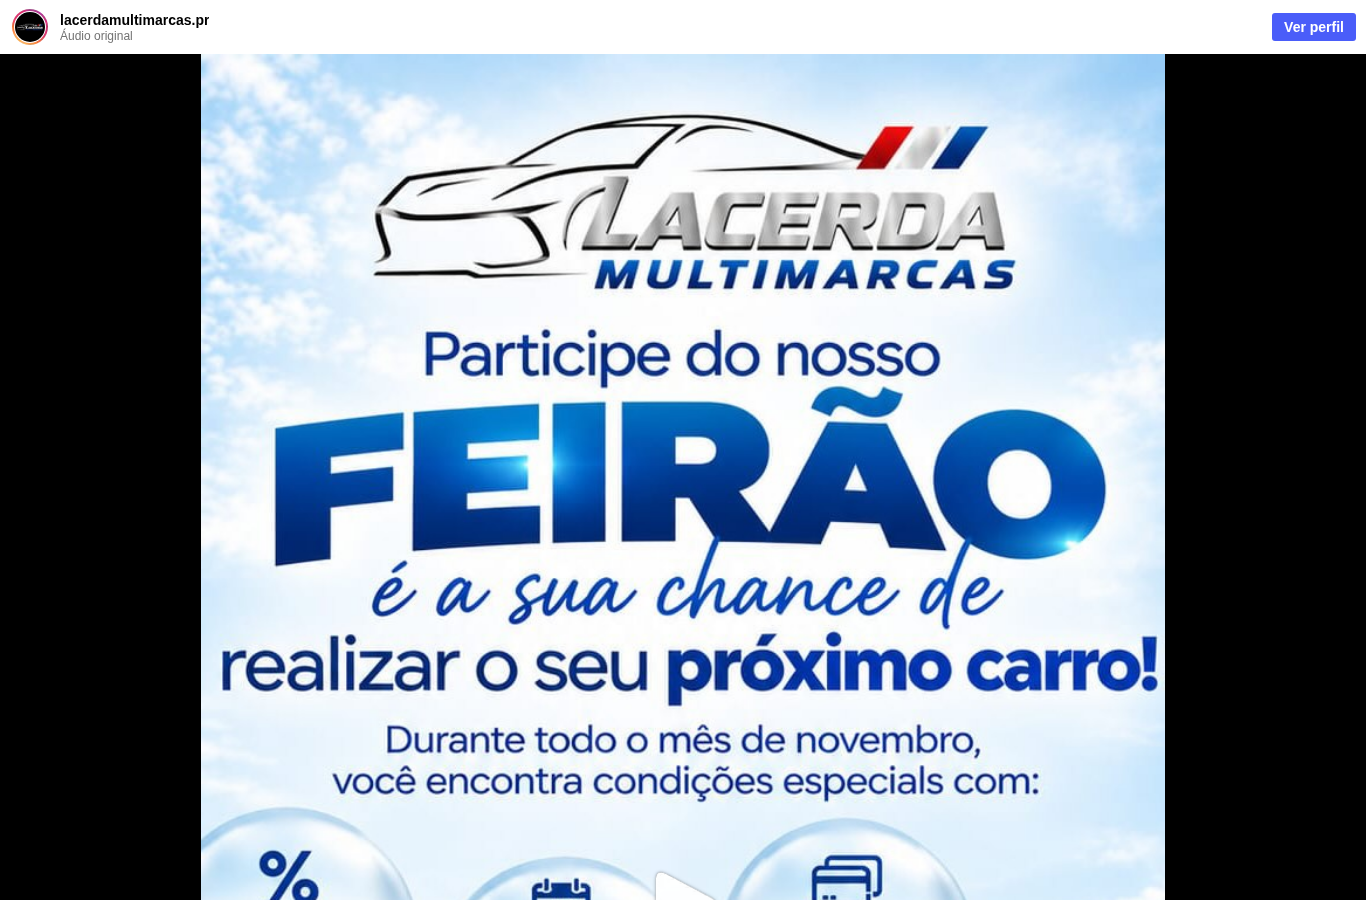 lacerdamultimarcas.pr
Áudio original
Ver perfil
LACERDA
MULTIMARCAS
Participe do nosso
FEIRÃO
é a sua chance de
realizar o seu próximo carro!
Durante todo o mês de novembro,
você encontra condições especials com:
%